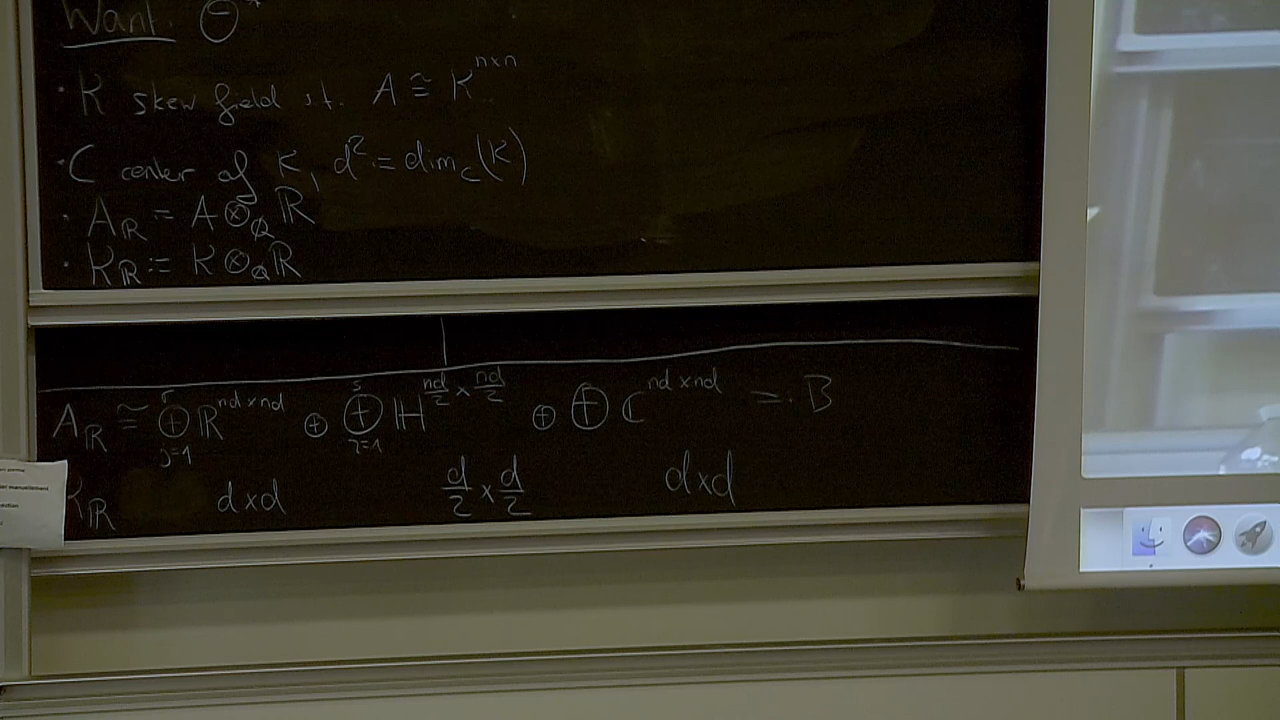 Want: Θ*
· K skew field s.t. A ≅ K^{n×n}
· C center of K, d² = dim_C(K)
· A_ℝ = A ⊗_ℚ ℝ
· K_ℝ := K ⊗_ℚ ℝ
A_ℝ ≅ ⊕_{j=1}^{r} ℝ^{nd×nd} ⊕ ⊕_{j=1}^{s} ℍ^{nd/2 × nd/2} ⊕ ⊕ ℂ^{nd×nd} =: B
K_ℝ d×d d/2 × d/2 d×d